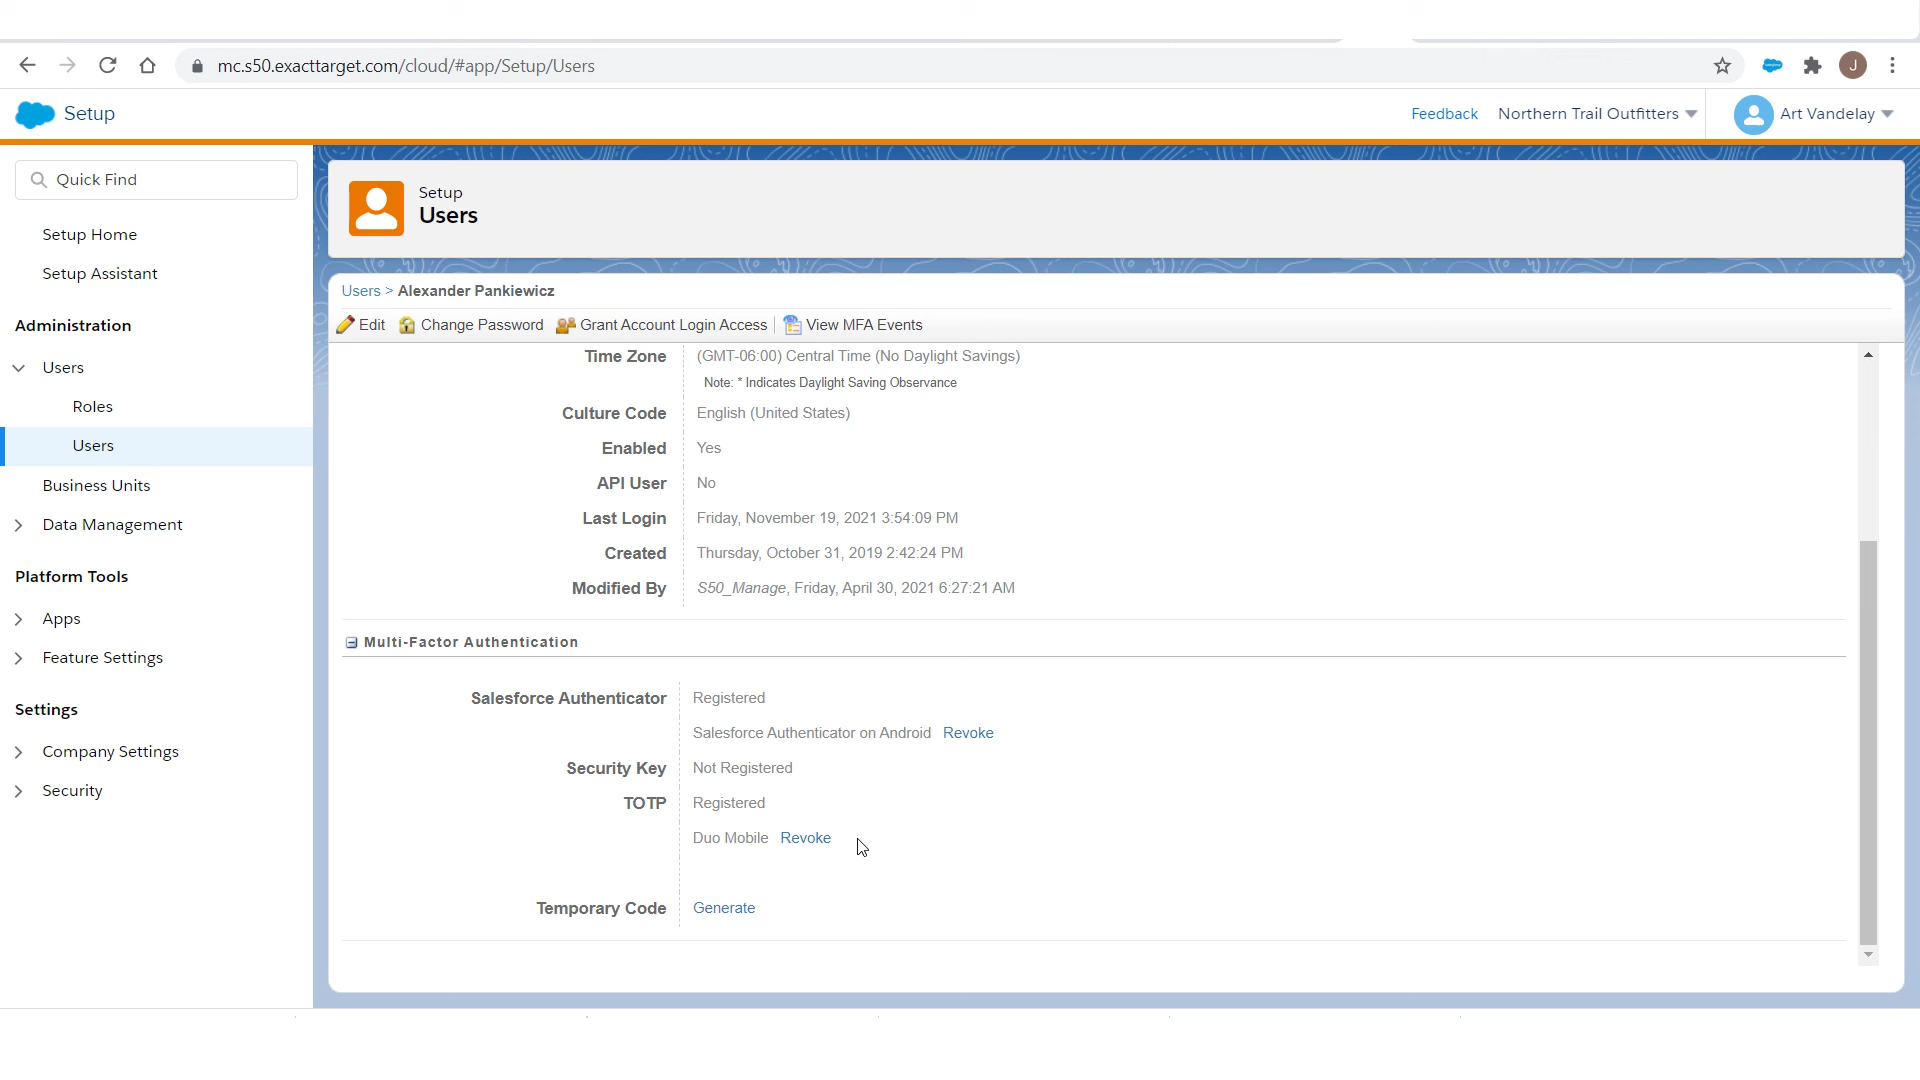 mc.s50.exacttarget.com/cloud/#app/Setup/Users
J
Setup
Feedback
Northern Trail Outfitters
Art Vandelay
Quick Find
Setup Home
Setup Assistant
Administration
Users
Roles
Users
Business Units
Data Management
Platform Tools
Apps
Feature Settings
Settings
Company Settings
Security
Setup
Users
Users > Alexander Pankiewicz
Edit Change Password Grant Account Login Access View MFA Events
Time Zone (GMT-06:00) Central Time (No Daylight Savings)
Note: * Indicates Daylight Saving Observance
Culture Code English (United States)
Enabled Yes
API User No
Last Login Friday, November 19, 2021 3:54:09 PM
Created Thursday, October 31, 2019 2:42:24 PM
Modified By S50_Manage, Friday, April 30, 2021 6:27:21 AM
Multi-Factor Authentication
Salesforce Authenticator Registered
Salesforce Authenticator on Android Revoke
Security Key Not Registered
TOTP Registered
Duo Mobile Revoke
Temporary Code Generate